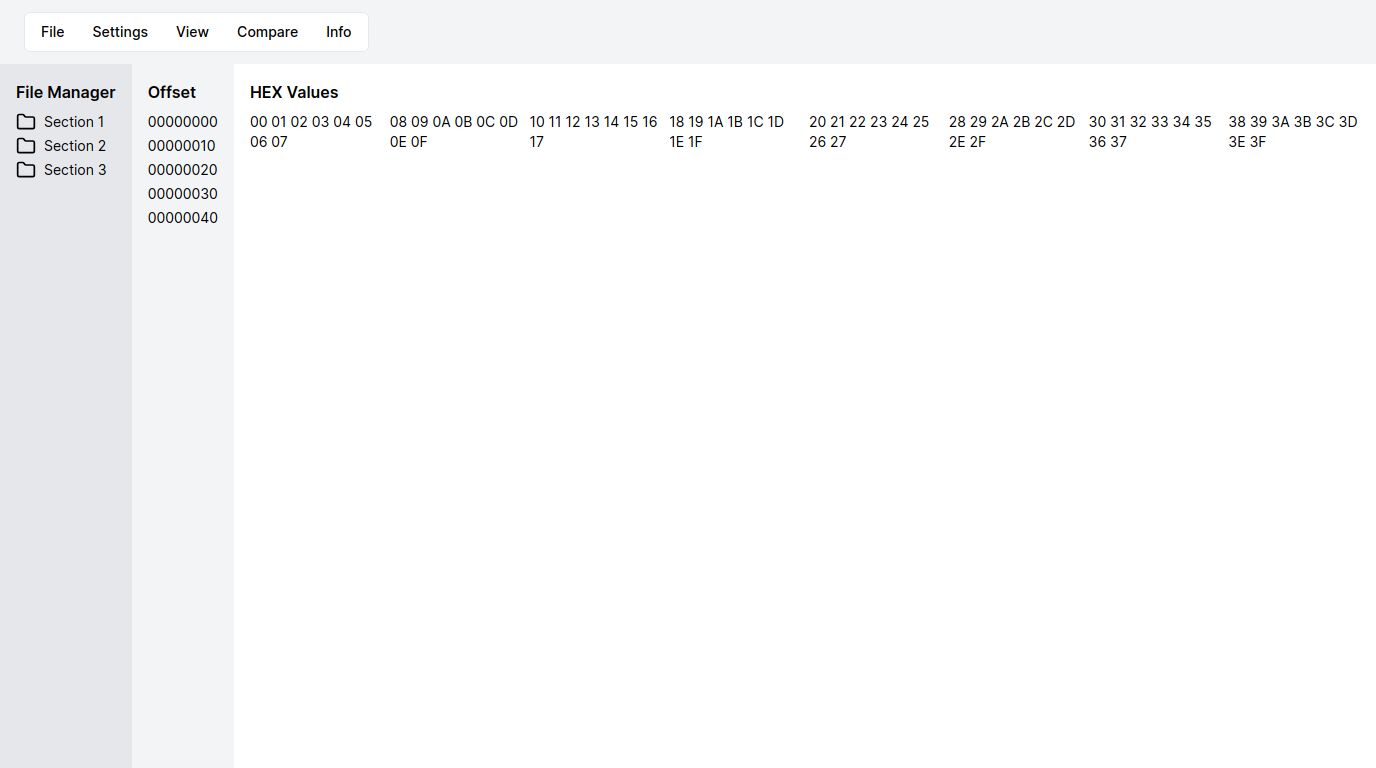 File Settings View Compare Info
File Manager
Section 1
Section 2
Section 3
Offset
00000000
00000010
00000020
00000030
00000040
HEX Values
00 01 02 03 04 05
06 07
08 09 0A 0B 0C 0D
0E 0F
10 11 12 13 14 15 16
17
18 19 1A 1B 1C 1D
1E 1F
20 21 22 23 24 25
26 27
28 29 2A 2B 2C 2D
2E 2F
30 31 32 33 34 35
36 37
38 39 3A 3B 3C 3D
3E 3F